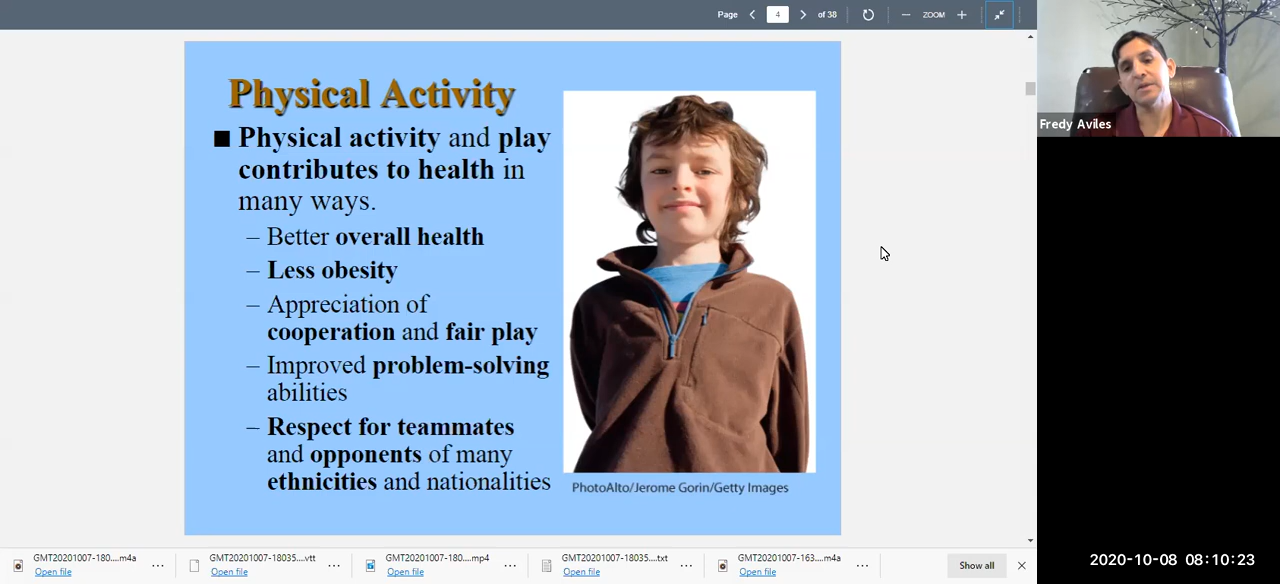 Page 4 of 38 ZOOM
Fredy Aviles
Physical Activity
■ Physical activity and play
contributes to health in
many ways.
– Better overall health
– Less obesity
– Appreciation of
cooperation and fair play
– Improved problem-solving
abilities
– Respect for teammates
and opponents of many
ethnicities and nationalities
PhotoAlto/Jerome Gorin/Getty Images
GMT20201007-180....m4a
Open file
GMT20201007-18035....vtt
Open file
GMT20201007-180....mp4
Open file
GMT20201007-18035....txt
Open file
GMT20201007-163....m4a
Open file
Show all
2020-10-08 08:10:23